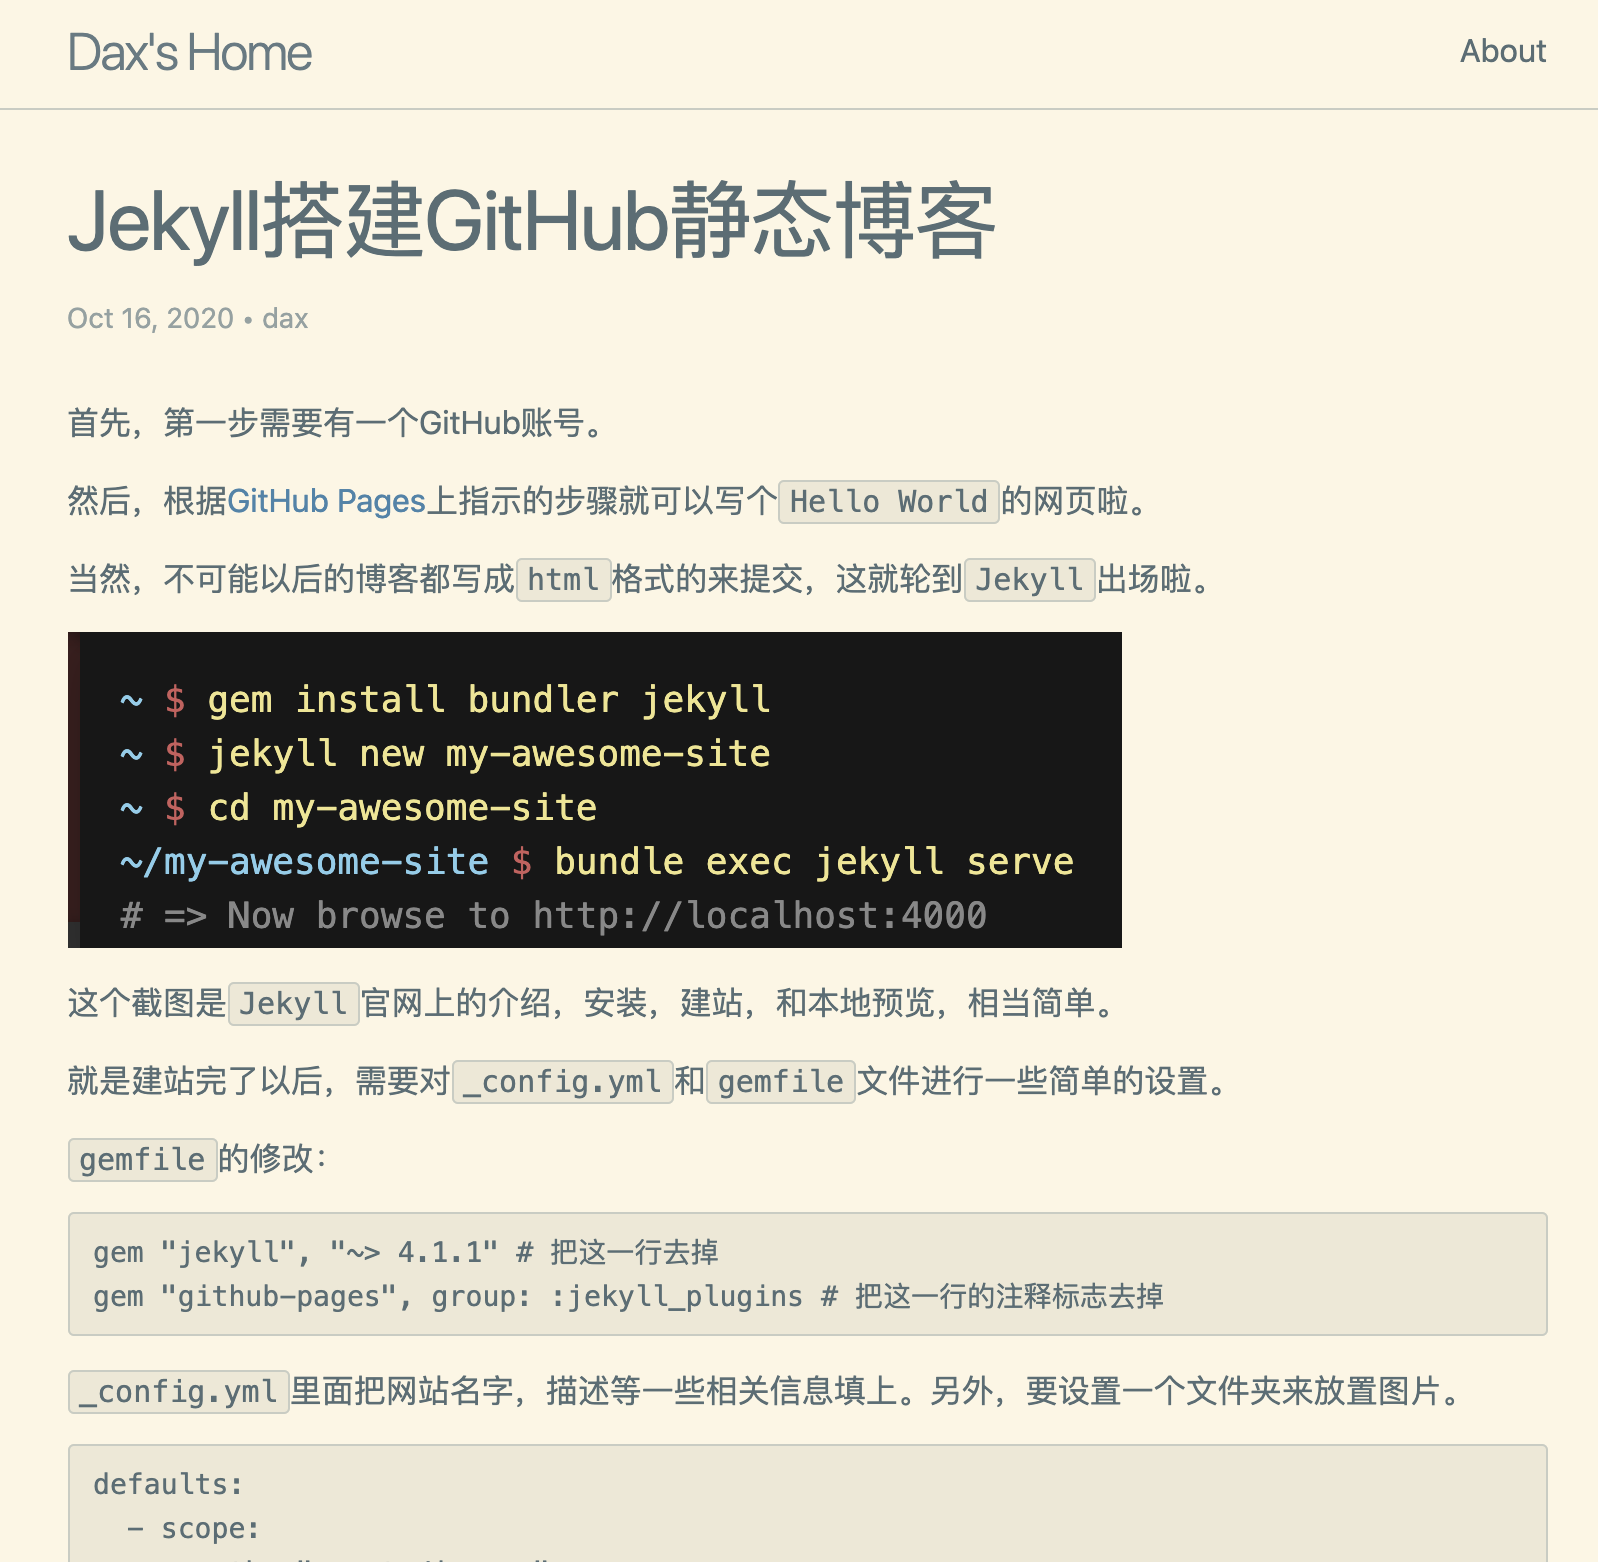 Dax's Home
About
Jekyll搭建GitHub静态博客
Oct 16, 2020 • dax
首先，第一步需要有一个GitHub账号。
然后，根据GitHub Pages上指示的步骤就可以写个Hello World的网页啦。
当然，不可能以后的博客都写成html格式的来提交，这就轮到Jekyll出场啦。
~ $ gem install bundler jekyll
~ $ jekyll new my-awesome-site
~ $ cd my-awesome-site
~/my-awesome-site $ bundle exec jekyll serve
# => Now browse to http://localhost:4000
这个截图是Jekyll官网上的介绍，安装，建站，和本地预览，相当简单。
就是建站完了以后，需要对_config.yml和gemfile文件进行一些简单的设置。
gemfile的修改：
gem "jekyll", "~> 4.1.1" # 把这一行去掉
gem "github-pages", group: :jekyll_plugins # 把这一行的注释标志去掉
_config.yml里面把网站名字，描述等一些相关信息填上。另外，要设置一个文件夹来放置图片。
defaults:
  - scope: